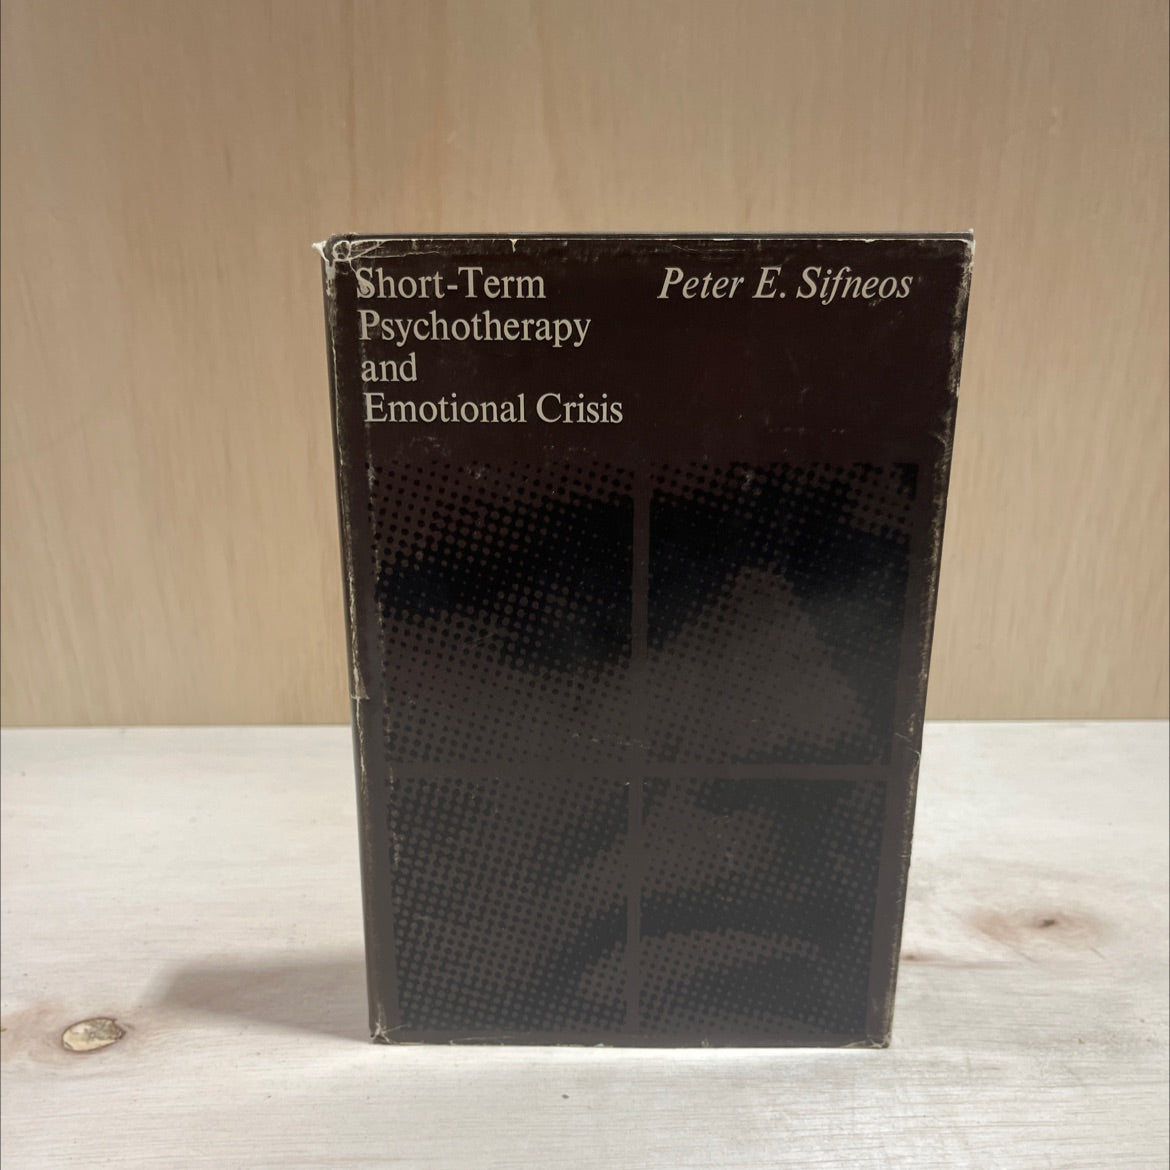 Short-Term
Psychotherapy
and
Emotional Crisis
Peter E. Sifneos